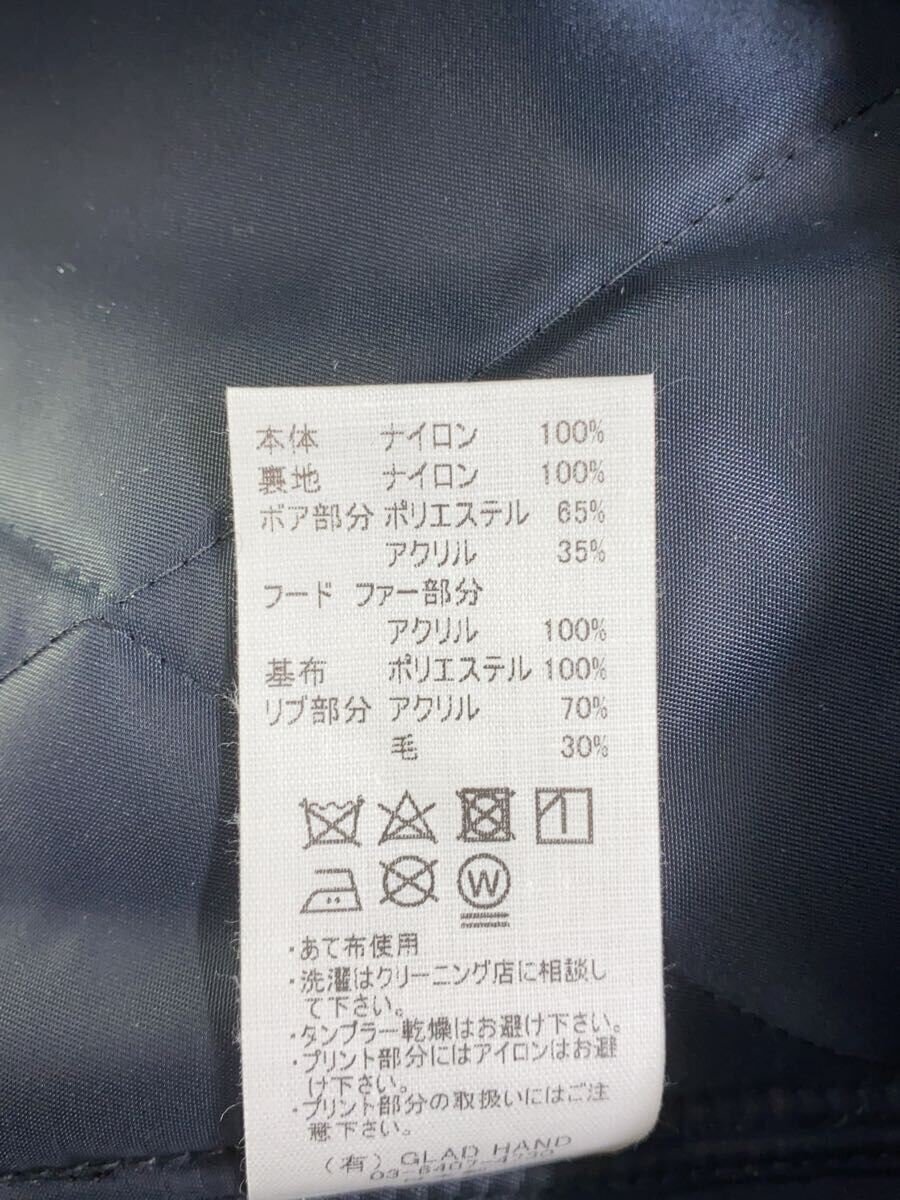 本体 ナイロン 100%
裏地 ナイロン 100%
ボア部分 ポリエステル 65%
アクリル 35%
フード ファー部分
アクリル 100%
基布 ポリエステル 100%
リブ部分 アクリル 70%
毛 30%
W
・あて布使用
・洗濯はクリーニング店に相談し
て下さい。
・タンブラー乾燥はお避け下さい。
・プリント部分にはアイロンはお避
け下さい。
・プリント部分の取扱いにはご注
意下さい。
（有）GLAD HAND